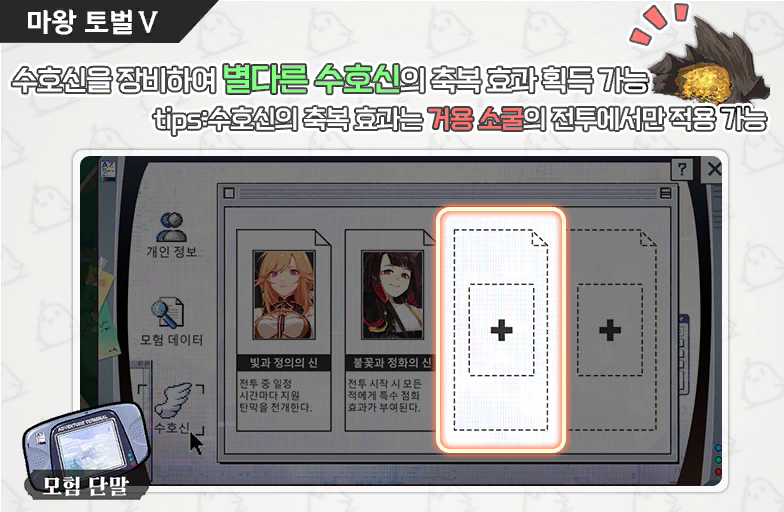 마왕 토벌 V
수호신을 장비하여 별다른 수호신의 축복 효과 획득 가능
tips:수호신의 축복 효과는 거용 소굴의 전투에서만 적용 가능
?
개인 정보
모험 데이터
수호신
빛과 정의의 신
전투 중 일정
시간마다 지원
탄막을 전개한다.
불꽃과 정화의 신
전투 시작 시 모든
적에게 특수 정화
효과가 부여된다.
ADVENTURE TERMINAL
모험 단말